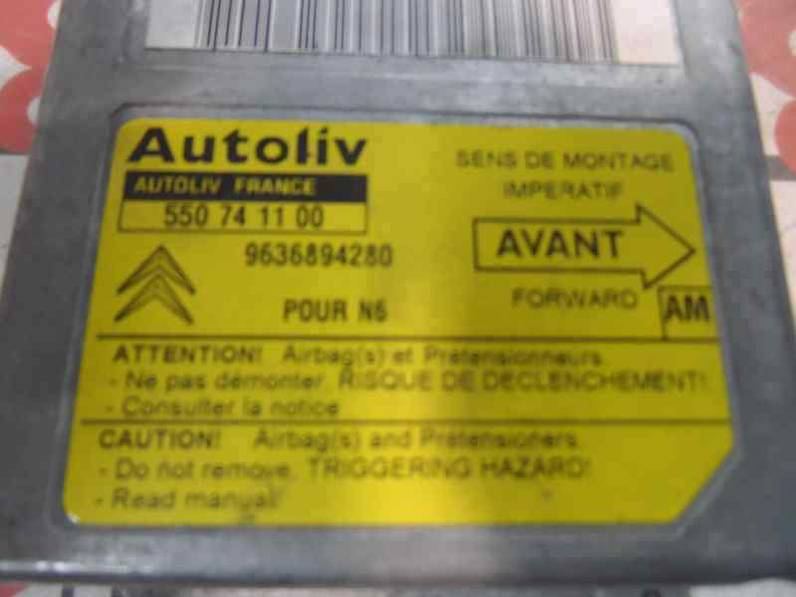 Autoliv
AUTOLIV FRANCE
550 74 11 00
9636894280
POUR N6
SENS DE MONTAGE
IMPERATIF
AVANT
FORWARD
AM
ATTENTION! Airbag(s) et Prétensionneurs
- Ne pas démonter, RISQUE DE DECLENCHEMENT!
- Consulter la notice
CAUTION! Airbag(s) and Pretensioners
- Do not remove, TRIGGERING HAZARD!
- Read manual